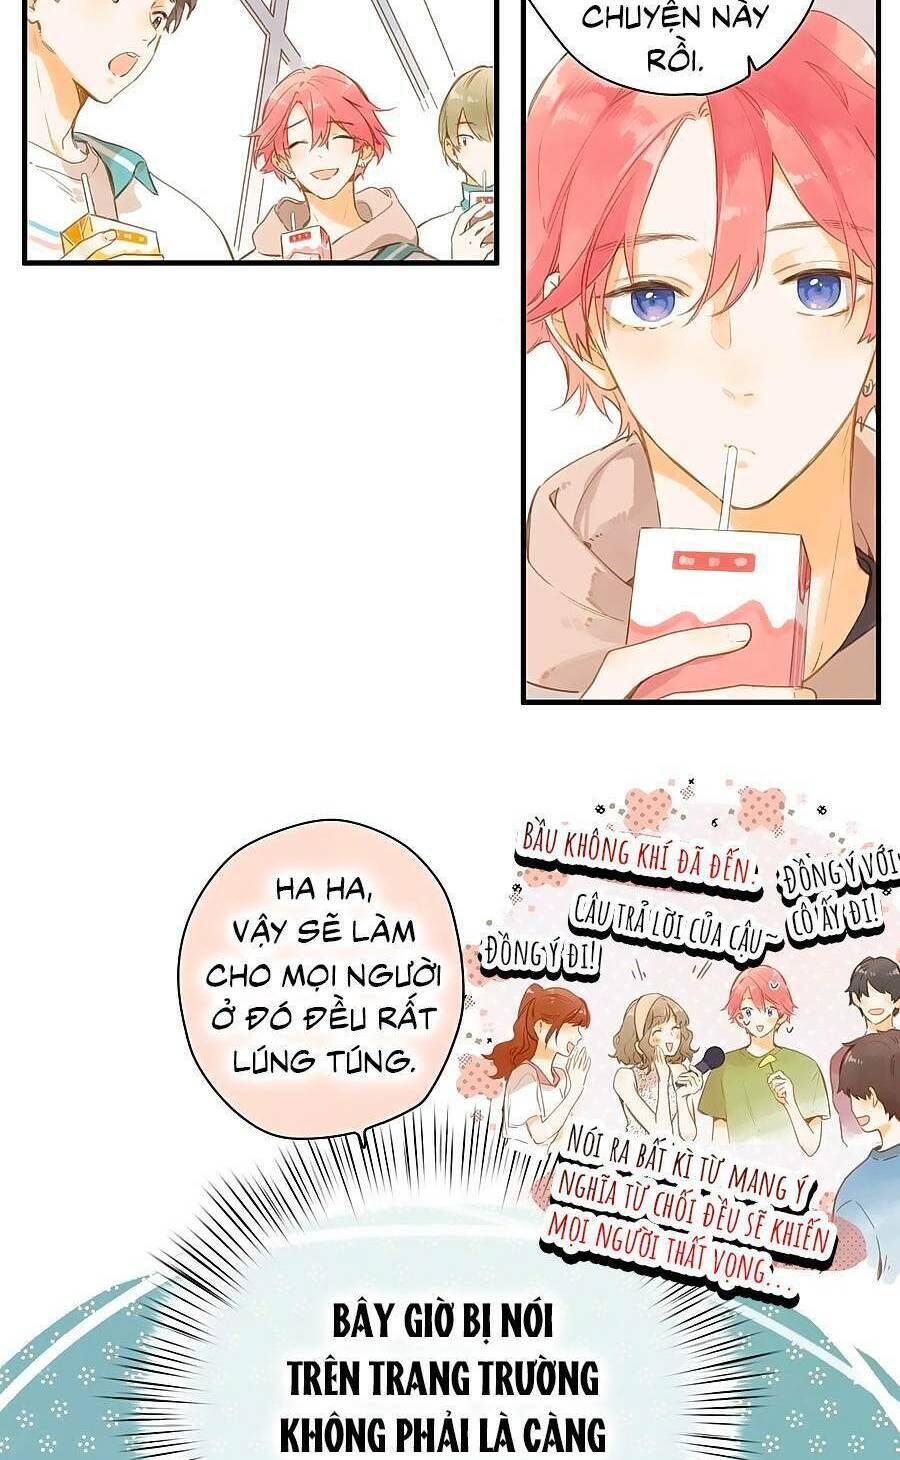 CHUYỆN NÀY
RỒI.
BẦU KHÔNG KHÍ ĐÃ ĐẾN.
ĐỒNG Ý VỚI
CÔ ẤY ĐI!
CÂU TRẢ LỜI CỦA CẬU~
ĐỒNG Ý ĐI!
HA HA,
VẬY SẼ LÀM
CHO MỌI NGƯỜI
Ở ĐÓ ĐỀU RẤT
LÚNG TÚNG.
NÓI RA BẤT KÌ TỪ MANG Ý
NGHĨA TỪ CHỐI ĐỀU SẼ KHIẾN
MỌI NGƯỜI THẤT VỌNG...
BÂY GIỜ BỊ NÓI
TRÊN TRANG TRƯỜNG
KHÔNG PHẢI LÀ CÀNG